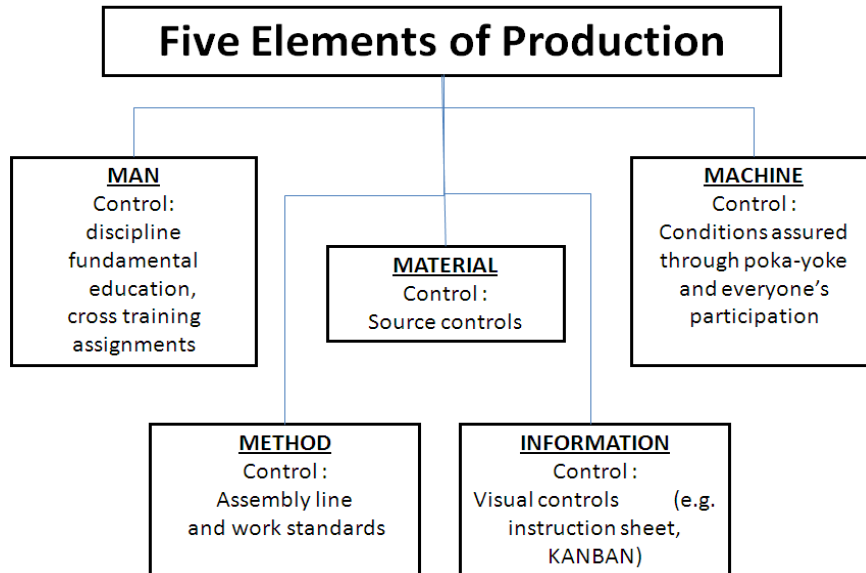 Five Elements of Production
MAN
Control:
discipline
fundamental
education,
cross training
assignments
MATERIAL
Control :
Source controls
MACHINE
Control :
Conditions assured
through poka-yoke
and everyone’s
participation
METHOD
Control :
Assembly line
and work standards
INFORMATION
Control :
Visual controls (e.g.
instruction sheet,
KANBAN)